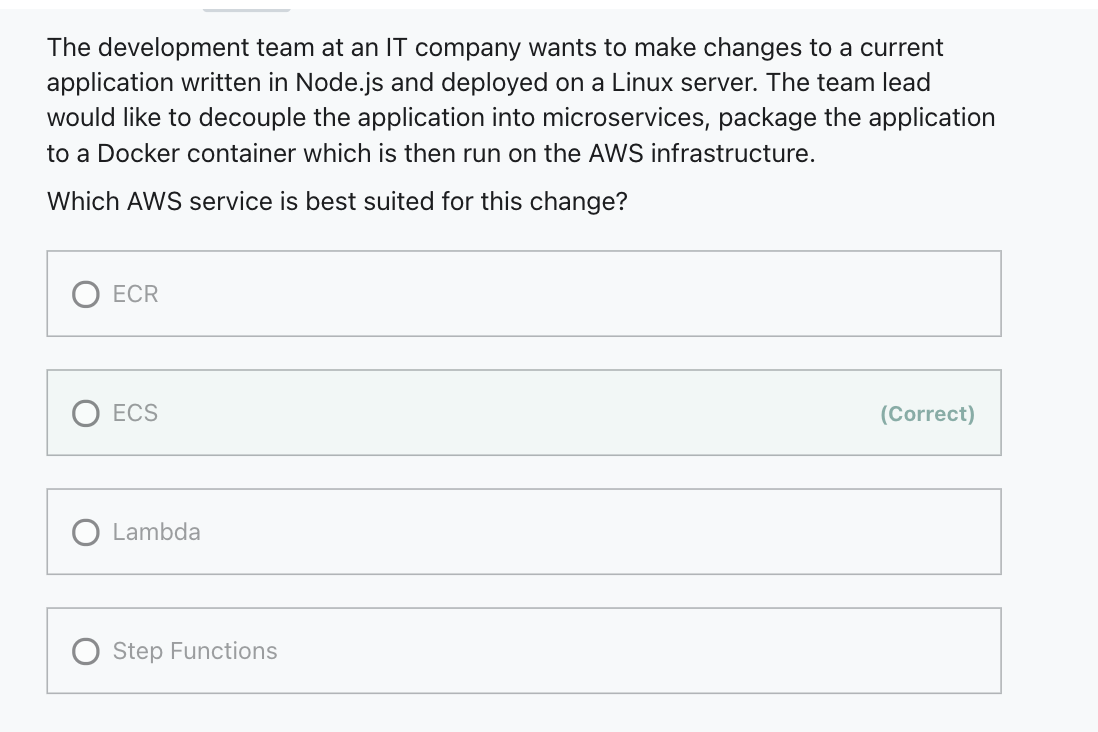 The development team at an IT company wants to make changes to a current
application written in Node.js and deployed on a Linux server. The team lead
would like to decouple the application into microservices, package the application
to a Docker container which is then run on the AWS infrastructure.
Which AWS service is best suited for this change?
ECR
ECS (Correct)
Lambda
Step Functions